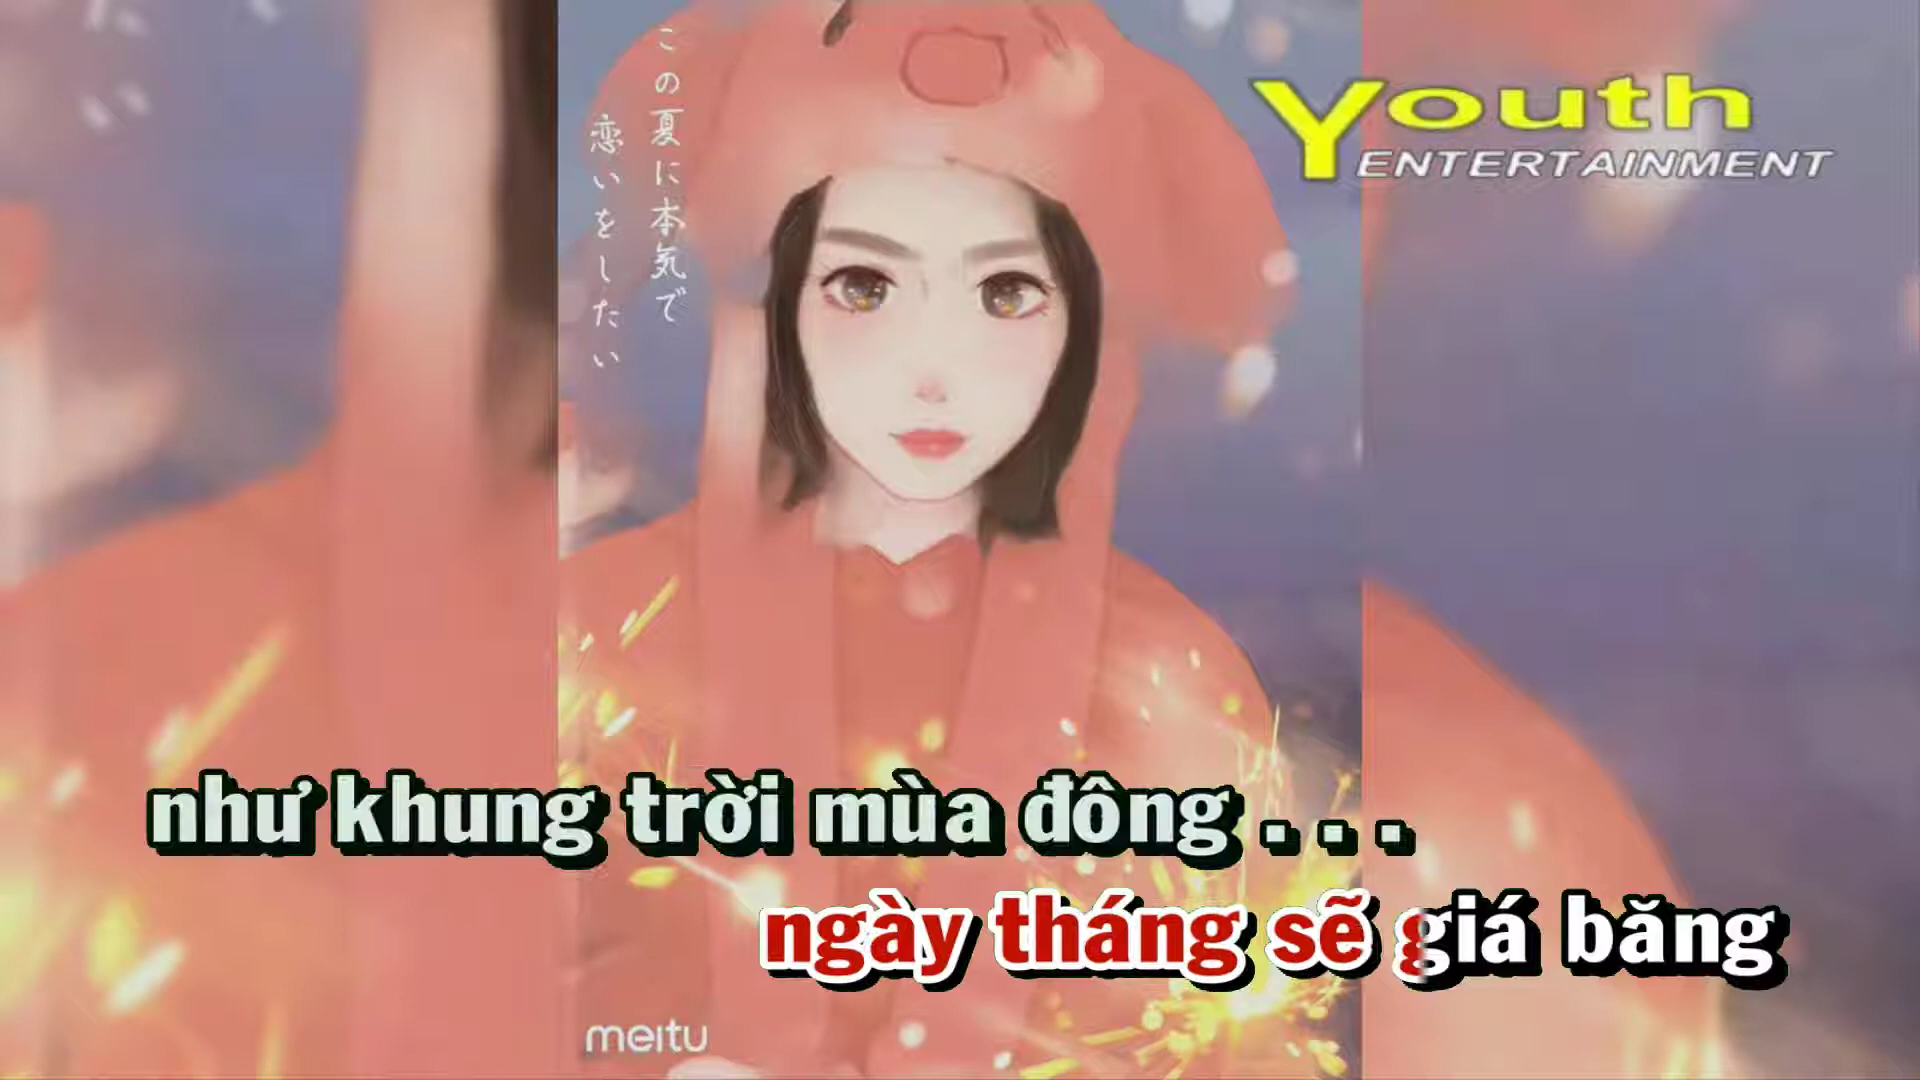 この夏に本気で
恋いをしたい
Youth
ENTERTAINMENT
như khung trời mùa đông . . .
ngày tháng sẽ giá băng
meitu